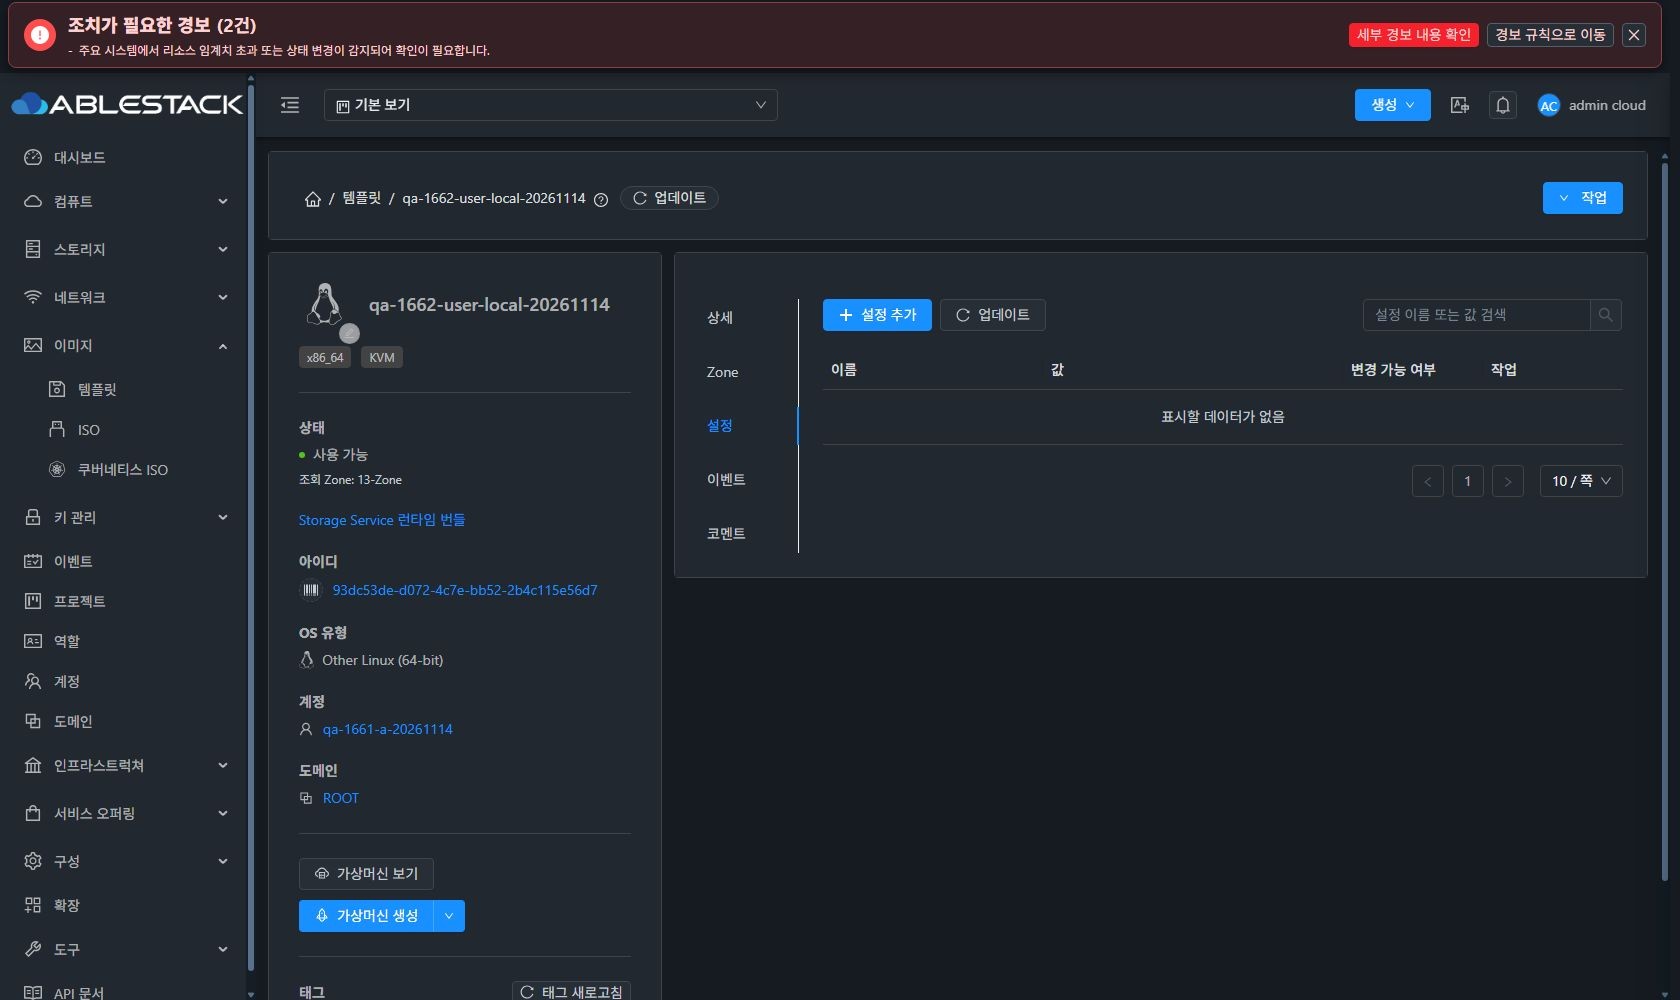 조치가 필요한 경보 (2건)
- 주요 시스템에서 리소스 임계치 초과 또는 상태 변경이 감지되어 확인이 필요합니다.
세부 경보 내용 확인
경보 규칙으로 이동
ABLESTACK
기본 보기
생성
AC
admin cloud
대시보드
컴퓨트
스토리지
네트워크
이미지
템플릿
ISO
쿠버네티스 ISO
키 관리
이벤트
프로젝트
역할
계정
도메인
인프라스트럭쳐
서비스 오퍼링
구성
확장
도구
API 문서
/ 템플릿 / qa-1662-user-local-20261114
업데이트
작업
qa-1662-user-local-20261114
x86_64
KVM
상태
사용 가능
조회 Zone: 13-Zone
Storage Service 런타임 번들
아이디
93dc53de-d072-4c7e-bb52-2b4c115e56d7
OS 유형
Other Linux (64-bit)
계정
qa-1661-a-20261114
도메인
ROOT
가상머신 보기
가상머신 생성
태그
태그 새로고침
상세
Zone
설정
이벤트
코멘트
설정 추가
업데이트
설정 이름 또는 값 검색
이름
값
변경 가능 여부
작업
표시할 데이터가 없음
<
1
>
10 / 쪽